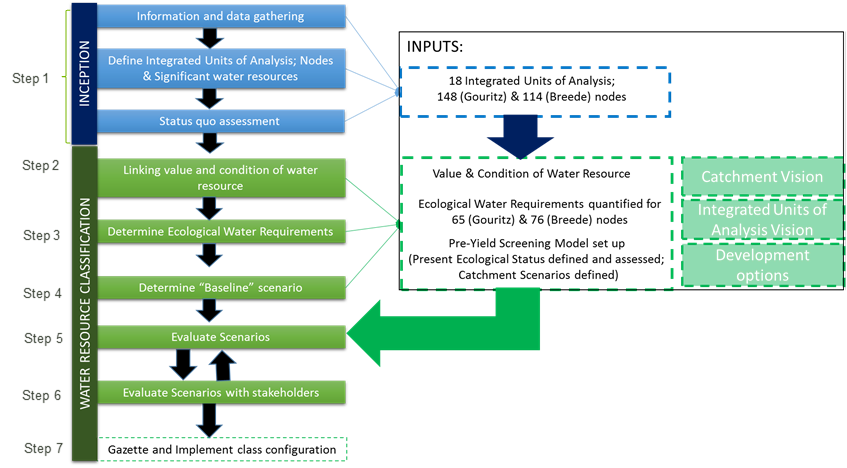 Step 1
INCEPTION
Information and data gathering
Define Integrated Units of Analysis; Nodes
& Significant water resources
Status quo assessment
WATER RESOURCE CLASSIFICATION
Step 2
Linking value and condition of water
resource
Step 3
Determine Ecological Water Requirements
Step 4
Determine “Baseline” scenario
Step 5
Evaluate Scenarios
Step 6
Evaluate Scenarios with stakeholders
Step 7
Gazette and Implement class configuration
INPUTS:
18 Integrated Units of Analysis;
148 (Gouritz) & 114 (Breede) nodes
Value & Condition of Water Resource
Ecological Water Requirements quantified for
65 (Gouritz) & 76 (Breede) nodes
Pre-Yield Screening Model set up
(Present Ecological Status defined and assessed;
Catchment Scenarios defined)
Catchment Vision
Integrated Units of
Analysis Vision
Development
options